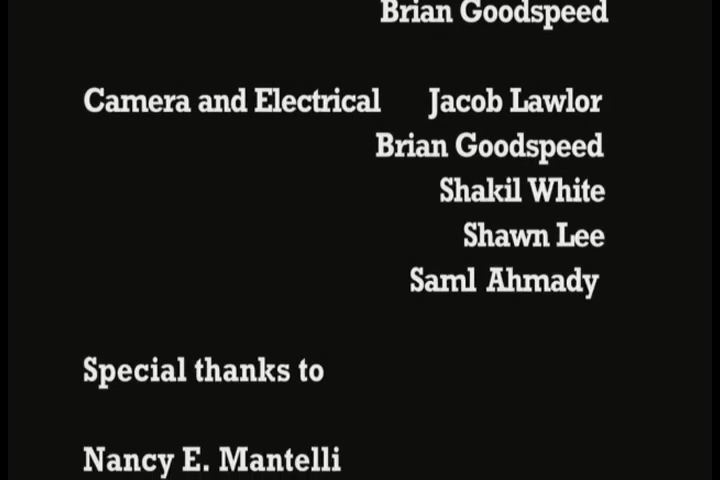 Brian Goodspeed
Camera and Electrical Jacob Lawlor
Brian Goodspeed
Shakil White
Shawn Lee
Saml Ahmady
Special thanks to
Nancy E. Mantelli